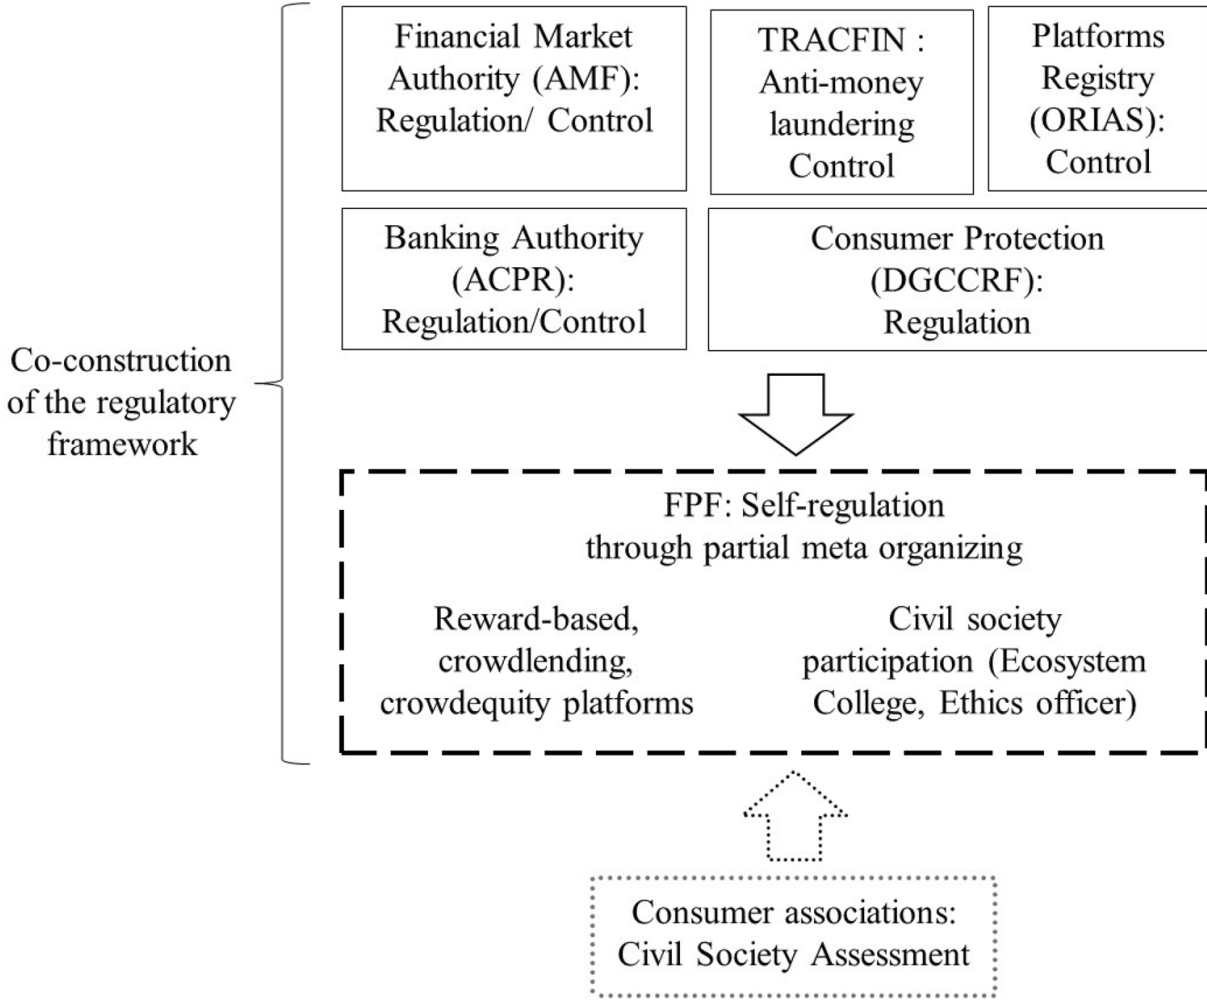 Financial Market
Authority (AMF):
Regulation/ Control
TRACFIN :
Anti-money
laundering
Control
Platforms
Registry
(ORIAS):
Control
Banking Authority
(ACPR):
Regulation/Control
Consumer Protection
(DGCCRF):
Regulation
Co-construction
of the regulatory
framework
FPF: Self-regulation
through partial meta organizing
Reward-based,
crowdlending,
crowdequity platforms
Civil society
participation (Ecosystem
College, Ethics officer)
Consumer associations:
Civil Society Assessment